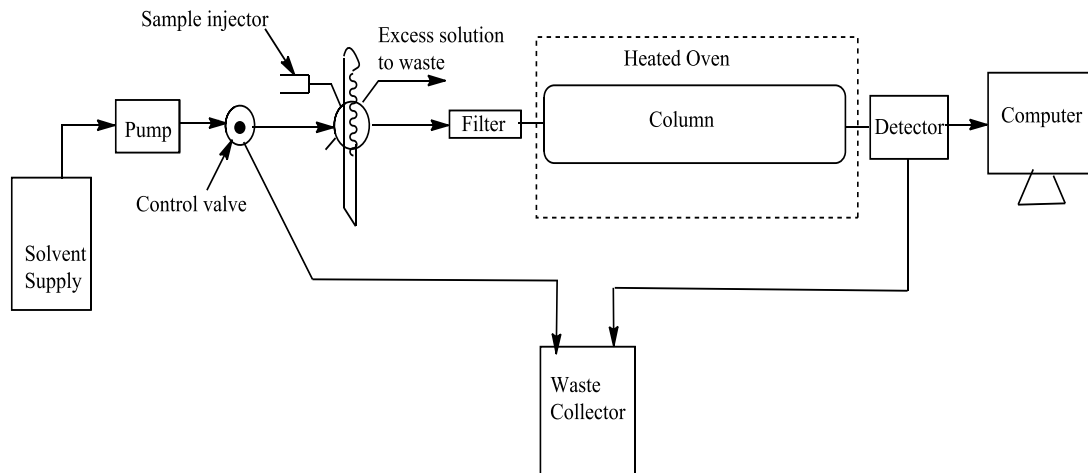 Sample injector
Excess solution
to waste
Heated Oven
Pump
Filter
Column
Detector
Computer
Control valve
Solvent
Supply
Waste
Collector